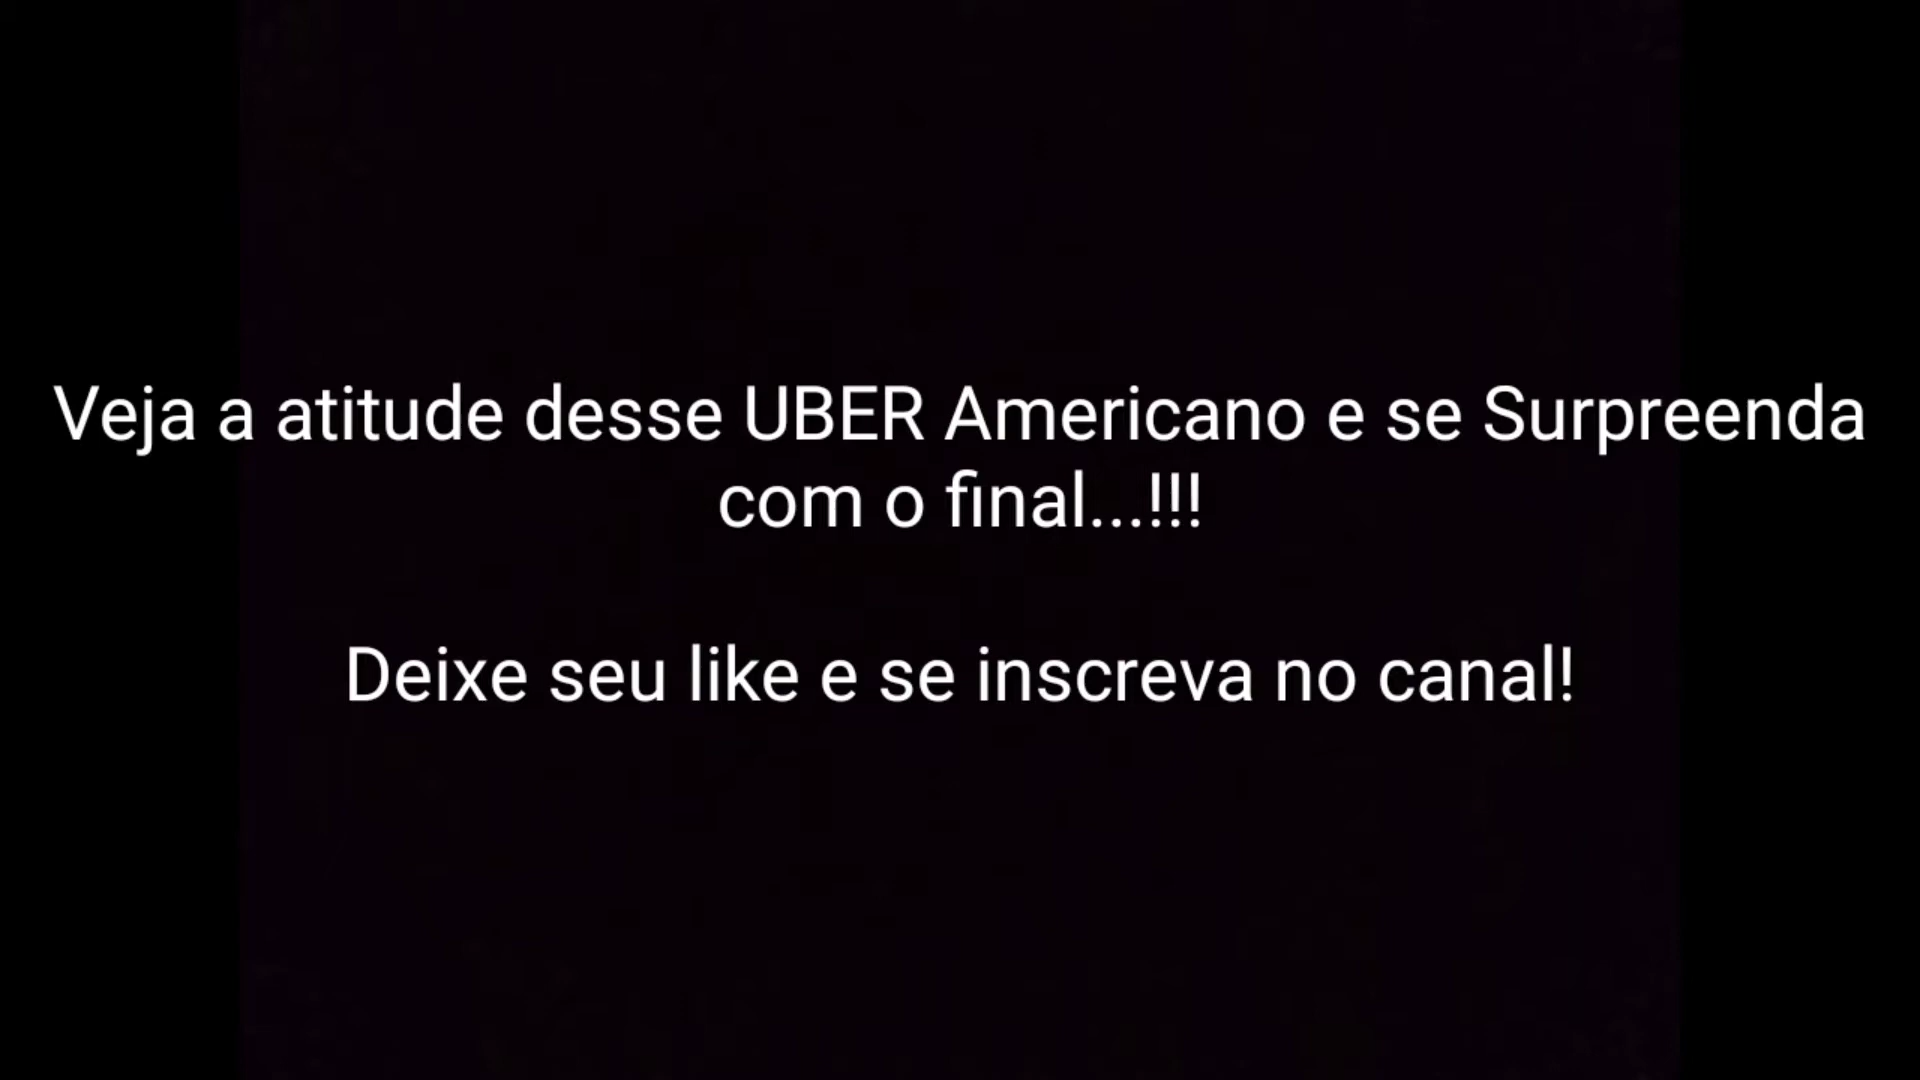 Veja a atitude desse UBER Americano e se Surpreenda
com o final...!!!
Deixe seu like e se inscreva no canal!